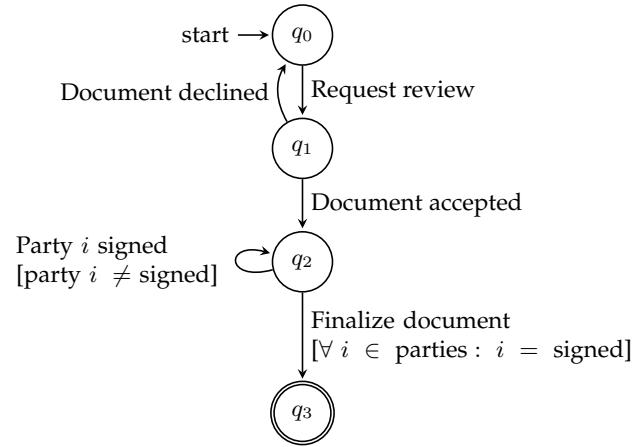 start
q0
Document declined
Request review
q1
Document accepted
Party i signed
[party i ≠ signed]
q2
Finalize document
[∀ i ∈ parties : i = signed]
q3